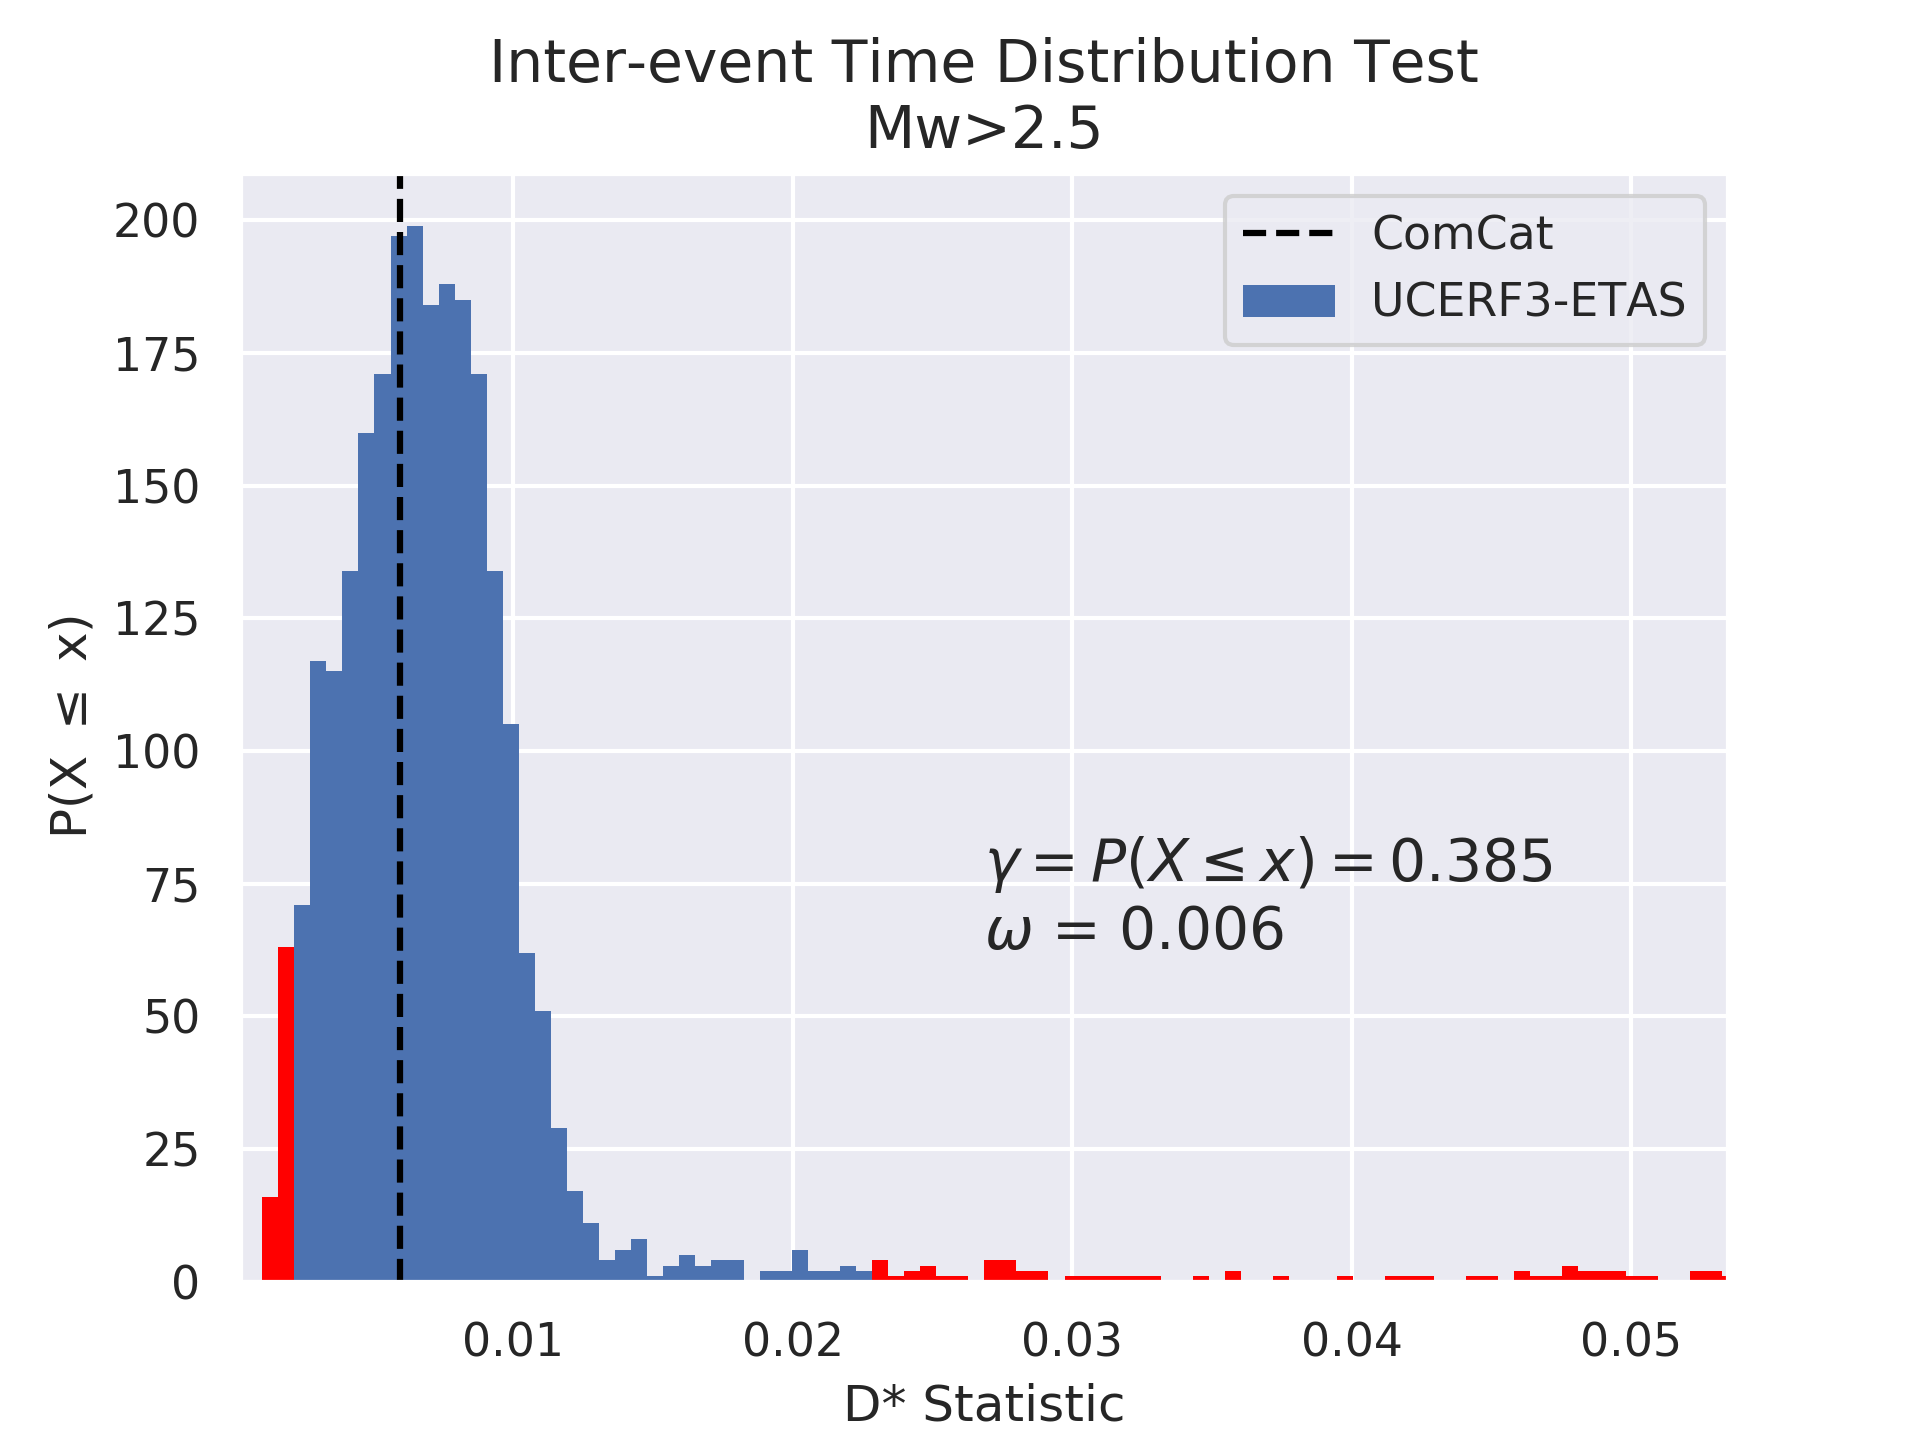 Inter-event Time Distribution Test
Mw>2.5
200
175
150
125
100
75
50
25
0
P(X ≤ x)
ComCat
UCERF3-ETAS
γ = P(X ≤ x) = 0.385
ω = 0.006
0.01 0.02 0.03 0.04 0.05
D* Statistic